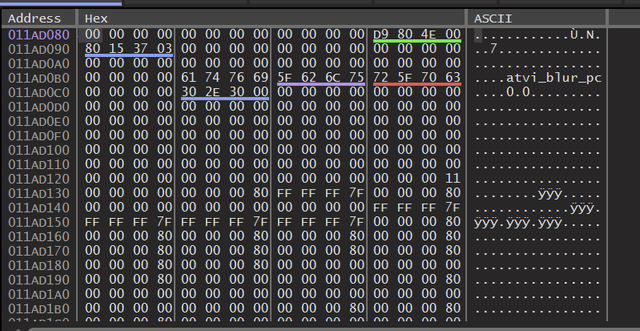 Address Hex ASCII
011AD080 00 00 00 00 00 00 00 00 00 00 00 00 D9 80 4E 00 ............Ù.N.
011AD090 80 15 37 03 00 00 00 00 00 00 00 00 00 00 00 00 ..7.............
011AD0A0 00 00 00 00 00 00 00 00 00 00 00 00 00 00 00 00 ................
011AD0B0 00 00 00 00 61 74 76 69 5F 62 6C 75 72 5F 70 63 ....atvi_blur_pc
011AD0C0 00 00 00 00 30 2E 30 00 00 00 00 00 00 00 00 00 ....0.0.........
011AD0D0 00 00 00 00 00 00 00 00 00 00 00 00 00 00 00 00 ................
011AD0E0 00 00 00 00 00 00 00 00 00 00 00 00 00 00 00 00 ................
011AD0F0 00 00 00 00 00 00 00 00 00 00 00 00 00 00 00 00 ................
011AD100 00 00 00 00 00 00 00 00 00 00 00 00 00 00 00 00 ................
011AD110 00 00 00 00 00 00 00 00 00 00 00 00 00 00 00 00 ................
011AD120 00 00 00 00 00 00 00 00 00 00 00 00 00 00 00 11 ................
011AD130 00 00 00 00 00 00 00 80 FF FF FF 7F 00 00 00 80 ........ÿÿÿ.....
011AD140 00 00 00 00 00 00 00 00 00 00 00 00 FF FF FF 7F ............ÿÿÿ.
011AD150 FF FF FF 7F FF FF FF 7F FF FF FF 7F 00 00 00 80 ÿÿÿ.ÿÿÿ.ÿÿÿ.....
011AD160 00 00 00 80 00 00 00 80 00 00 00 00 00 00 00 80 ................
011AD170 00 00 00 80 00 00 00 80 00 00 00 00 00 00 00 80 ................
011AD180 00 00 00 80 00 00 00 80 00 00 00 00 00 00 00 00 ................
011AD190 00 00 00 80 00 00 00 80 00 00 00 00 00 00 00 00 ................
011AD1A0 00 00 00 00 00 00 00 00 00 00 00 00 00 00 00 00 ................
011AD1B0 00 00 00 00 00 00 00 00 00 00 00 80 00 00 00 80 ................